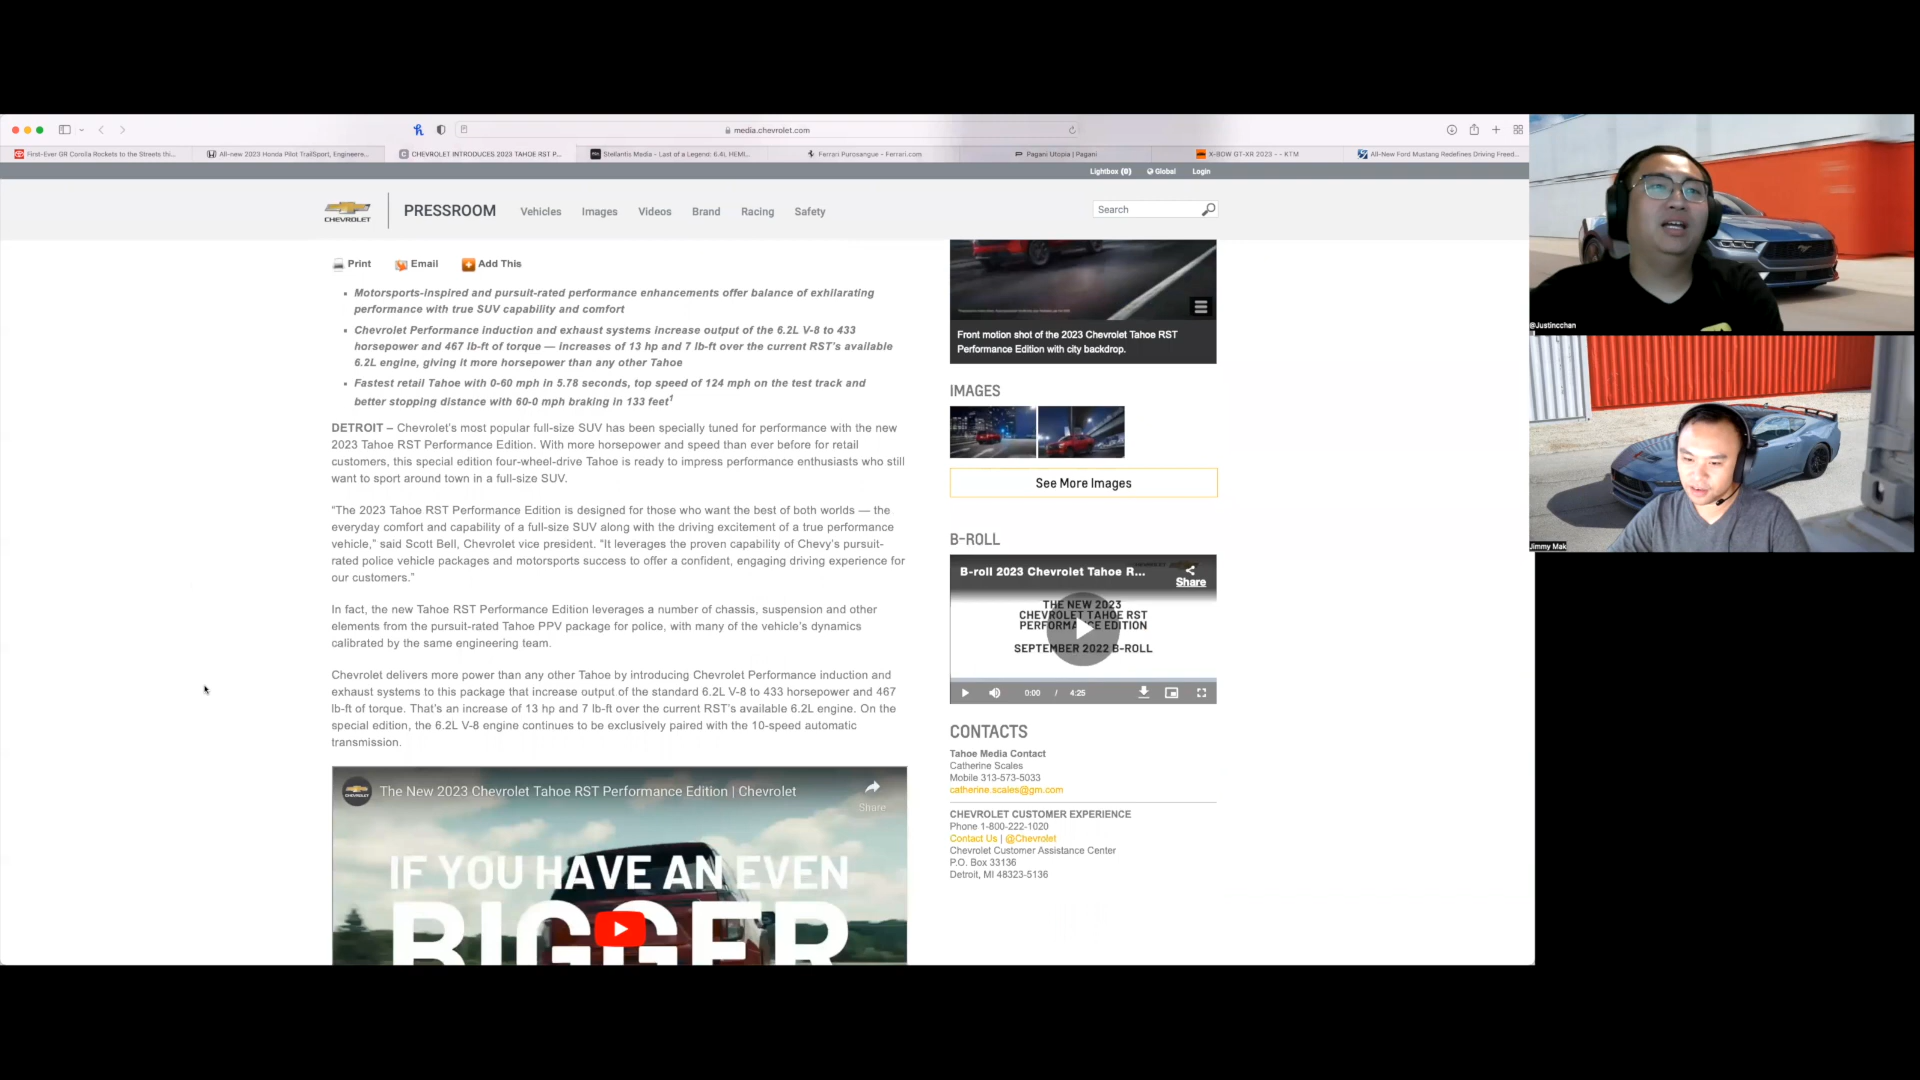 media.chevrolet.com
First-Ever GR Corolla Rockets to the Streets thi...
All-new 2023 Honda Pilot TrailSport, Engineere...
CHEVROLET INTRODUCES 2023 TAHOE RST P...
Stellantis Media - Last of a Legend: 6.4L HEMI...
Ferrari Purosangue - Ferrari.com
Pagani Utopia | Pagani
X-BOW GT-XR 2023 - - KTM
All-New Ford Mustang Redefines Driving Freed...
Lightbox (0)
Global
Login
CHEVROLET
PRESSROOM
Vehicles
Images
Videos
Brand
Racing
Safety
Search
Print
Email
Add This
Motorsports-inspired and pursuit-rated performance enhancements offer balance of exhilarating
performance with true SUV capability and comfort
Chevrolet Performance induction and exhaust systems increase output of the 6.2L V-8 to 433
horsepower and 467 lb-ft of torque — increases of 13 hp and 7 lb-ft over the current RST's available
6.2L engine, giving it more horsepower than any other Tahoe
Fastest retail Tahoe with 0-60 mph in 5.78 seconds, top speed of 124 mph on the test track and
better stopping distance with 60-0 mph braking in 133 feet1
DETROIT – Chevrolet's most popular full-size SUV has been specially tuned for performance with the new
2023 Tahoe RST Performance Edition. With more horsepower and speed than ever before for retail
customers, this special edition four-wheel-drive Tahoe is ready to impress performance enthusiasts who still
want to sport around town in a full-size SUV.
"The 2023 Tahoe RST Performance Edition is designed for those who want the best of both worlds — the
everyday comfort and capability of a full-size SUV along with the driving excitement of a true performance
vehicle," said Scott Bell, Chevrolet vice president. "It leverages the proven capability of Chevy's pursuit-
rated police vehicle packages and motorsports success to offer a confident, engaging driving experience for
our customers."
In fact, the new Tahoe RST Performance Edition leverages a number of chassis, suspension and other
elements from the pursuit-rated Tahoe PPV package for police, with many of the vehicle's dynamics
calibrated by the same engineering team.
Chevrolet delivers more power than any other Tahoe by introducing Chevrolet Performance induction and
exhaust systems to this package that increase output of the standard 6.2L V-8 to 433 horsepower and 467
lb-ft of torque. That's an increase of 13 hp and 7 lb-ft over the current RST's available 6.2L engine. On the
special edition, the 6.2L V-8 engine continues to be exclusively paired with the 10-speed automatic
transmission.
The New 2023 Chevrolet Tahoe RST Performance Edition | Chevrolet
Share
IF YOU HAVE AN EVEN
BIGGER
Front motion shot of the 2023 Chevrolet Tahoe RST
Performance Edition with city backdrop.
IMAGES
See More Images
B-ROLL
B-roll 2023 Chevrolet Tahoe R...
Share
THE NEW 2023
CHEVROLET TAHOE RST
PERFORMANCE EDITION
SEPTEMBER 2022 B-ROLL
0:00 / 4:25
CONTACTS
Tahoe Media Contact
Catherine Scales
Mobile 313-573-5033
catherine.scales@gm.com
CHEVROLET CUSTOMER EXPERIENCE
Phone 1-800-222-1020
Contact Us | @Chevrolet
Chevrolet Customer Assistance Center
P.O. Box 33136
Detroit, MI 48323-5136
@Justincchan
Jimmy Mak